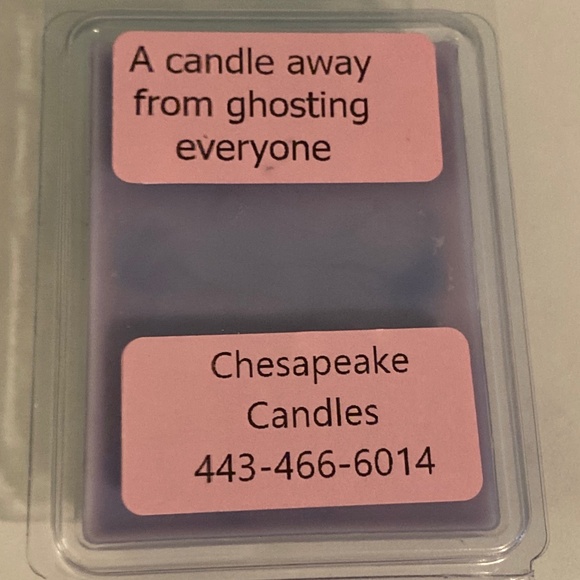 A candle away
from ghosting
everyone
Chesapeake
Candles
443-466-6014